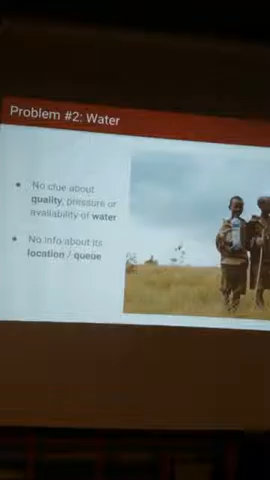 Problem #2: Water
No clue about
quality, pressure or
availability of water
No info about its
location / queue